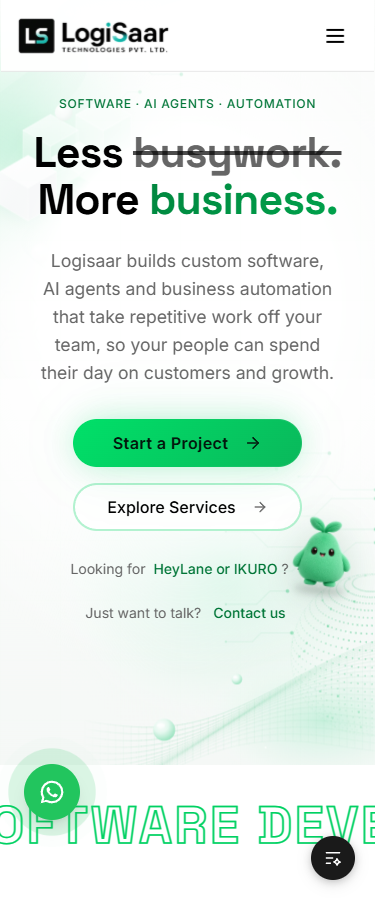 LS LogiSaar
TECHNOLOGIES PVT. LTD.
SOFTWARE · AI AGENTS · AUTOMATION
Less busywork.
More business.
Logisaar builds custom software,
AI agents and business automation
that take repetitive work off your
team, so your people can spend
their day on customers and growth.
Start a Project →
Explore Services →
Looking for HeyLane or IKURO ?
Just want to talk? Contact us
OFTWARE DEVE